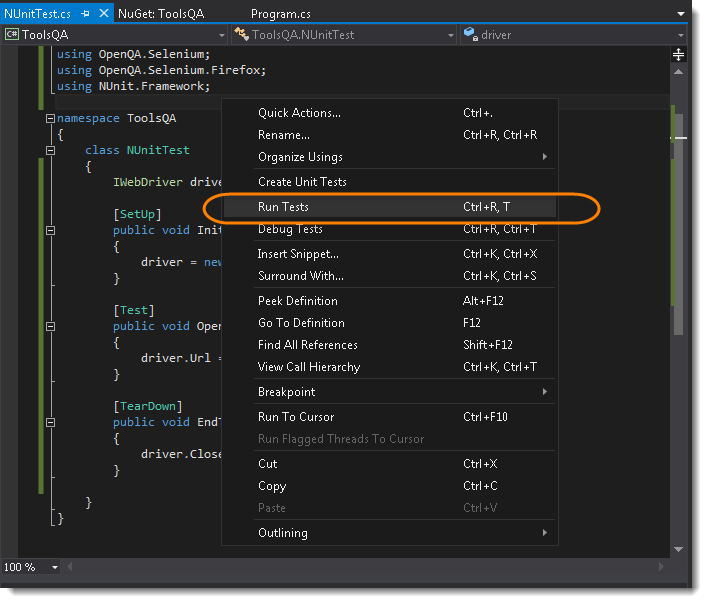 NUnitTest.cs NuGet: ToolsQA Program.cs
C# ToolsQA ToolsQA.NUnitTest driver
using OpenQA.Selenium;
using OpenQA.Selenium.Firefox;
using NUnit.Framework;
namespace ToolsQA
{
class NUnitTest
{
IWebDriver drive
[SetUp]
public void Init
{
driver = new
}
[Test]
public void Open
{
driver.Url =
}
[TearDown]
public void End
{
driver.Close
}
}
}
Quick Actions... Ctrl+.
Rename... Ctrl+R, Ctrl+R
Organize Usings
Create Unit Tests
Run Tests Ctrl+R, T
Debug Tests Ctrl+R, Ctrl+T
Insert Snippet... Ctrl+K, Ctrl+X
Surround With... Ctrl+K, Ctrl+S
Peek Definition Alt+F12
Go To Definition F12
Find All References Shift+F12
View Call Hierarchy Ctrl+K, Ctrl+T
Breakpoint
Run To Cursor Ctrl+F10
Run Flagged Threads To Cursor
Cut Ctrl+X
Copy Ctrl+C
Paste Ctrl+V
Outlining
100 %